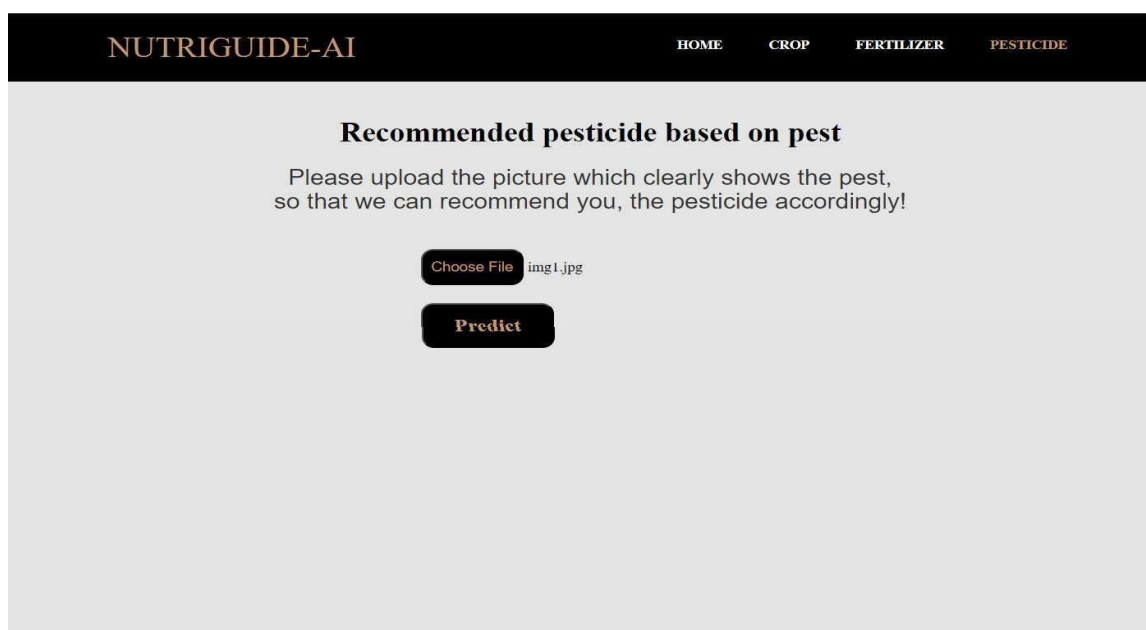 NUTRIGUIDE-AI
HOME CROP FERTILIZER PESTICIDE
Recommended pesticide based on pest
Please upload the picture which clearly shows the pest,
so that we can recommend you, the pesticide accordingly!
Choose File img1.jpg
Predict